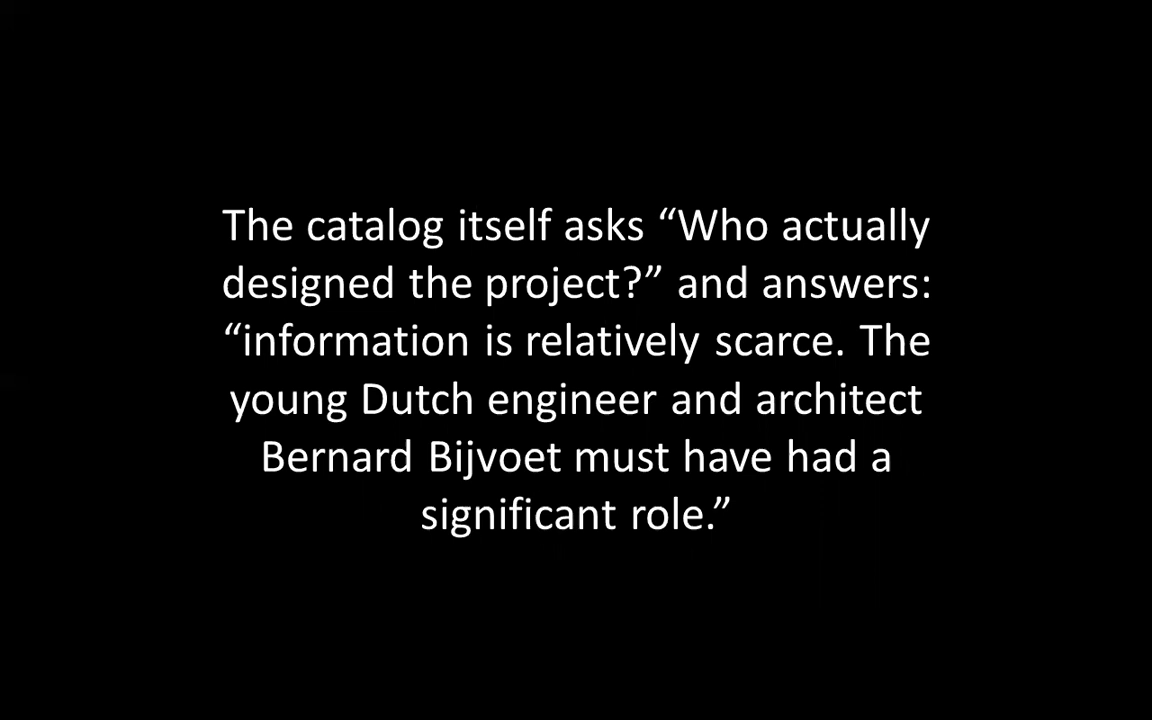 The catalog itself asks “Who actually
designed the project?” and answers:
“information is relatively scarce. The
young Dutch engineer and architect
Bernard Bijvoet must have had a
significant role.”